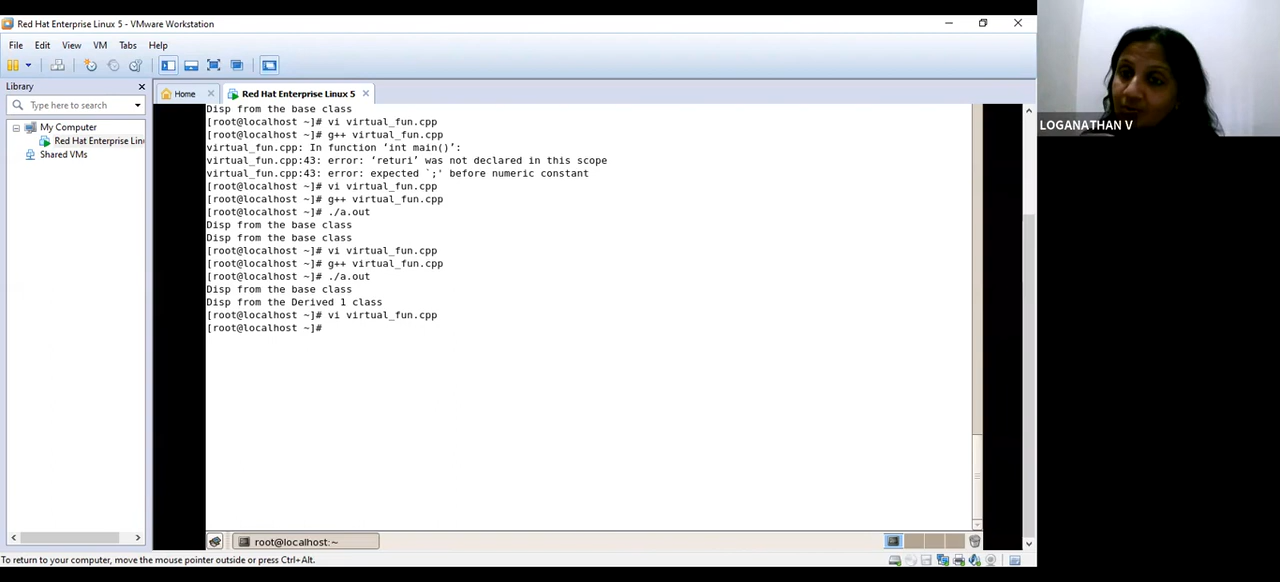 Red Hat Enterprise Linux 5 - VMware Workstation
File Edit View VM Tabs Help
Library
Type here to search
My Computer
Red Hat Enterprise Lin
Shared VMs
Home
Red Hat Enterprise Linux 5
Disp from the base class
[root@localhost ~]# vi virtual_fun.cpp
[root@localhost ~]# g++ virtual_fun.cpp
virtual_fun.cpp: In function ‘int main()’:
virtual_fun.cpp:43: error: ‘returi’ was not declared in this scope
virtual_fun.cpp:43: error: expected `;' before numeric constant
[root@localhost ~]# vi virtual_fun.cpp
[root@localhost ~]# g++ virtual_fun.cpp
[root@localhost ~]# ./a.out
Disp from the base class
Disp from the base class
[root@localhost ~]# vi virtual_fun.cpp
[root@localhost ~]# g++ virtual_fun.cpp
[root@localhost ~]# ./a.out
Disp from the base class
Disp from the Derived 1 class
[root@localhost ~]# vi virtual_fun.cpp
[root@localhost ~]#
root@localhost:~
To return to your computer, move the mouse pointer outside or press Ctrl+Alt.
LOGANATHAN V